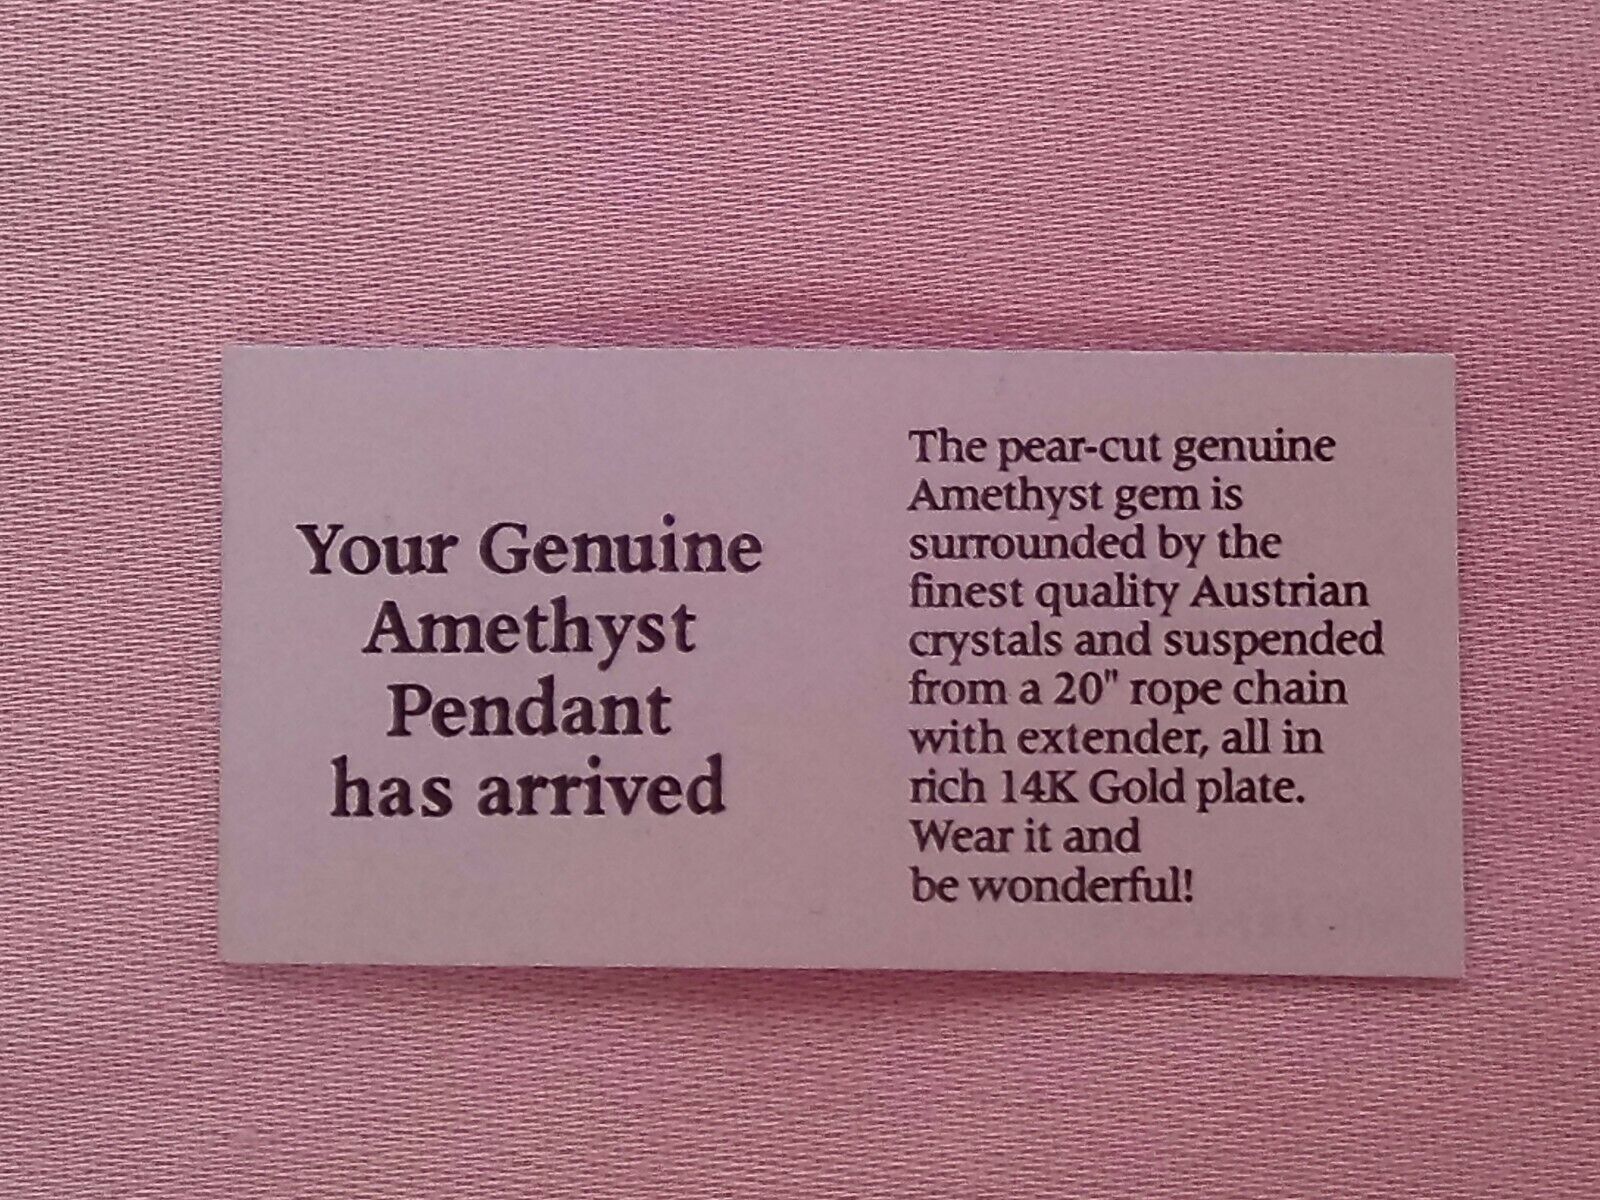 Your Genuine
Amethyst
Pendant
has arrived
The pear-cut genuine
Amethyst gem is
surrounded by the
finest quality Austrian
crystals and suspended
from a 20" rope chain
with extender, all in
rich 14K Gold plate.
Wear it and
be wonderful!